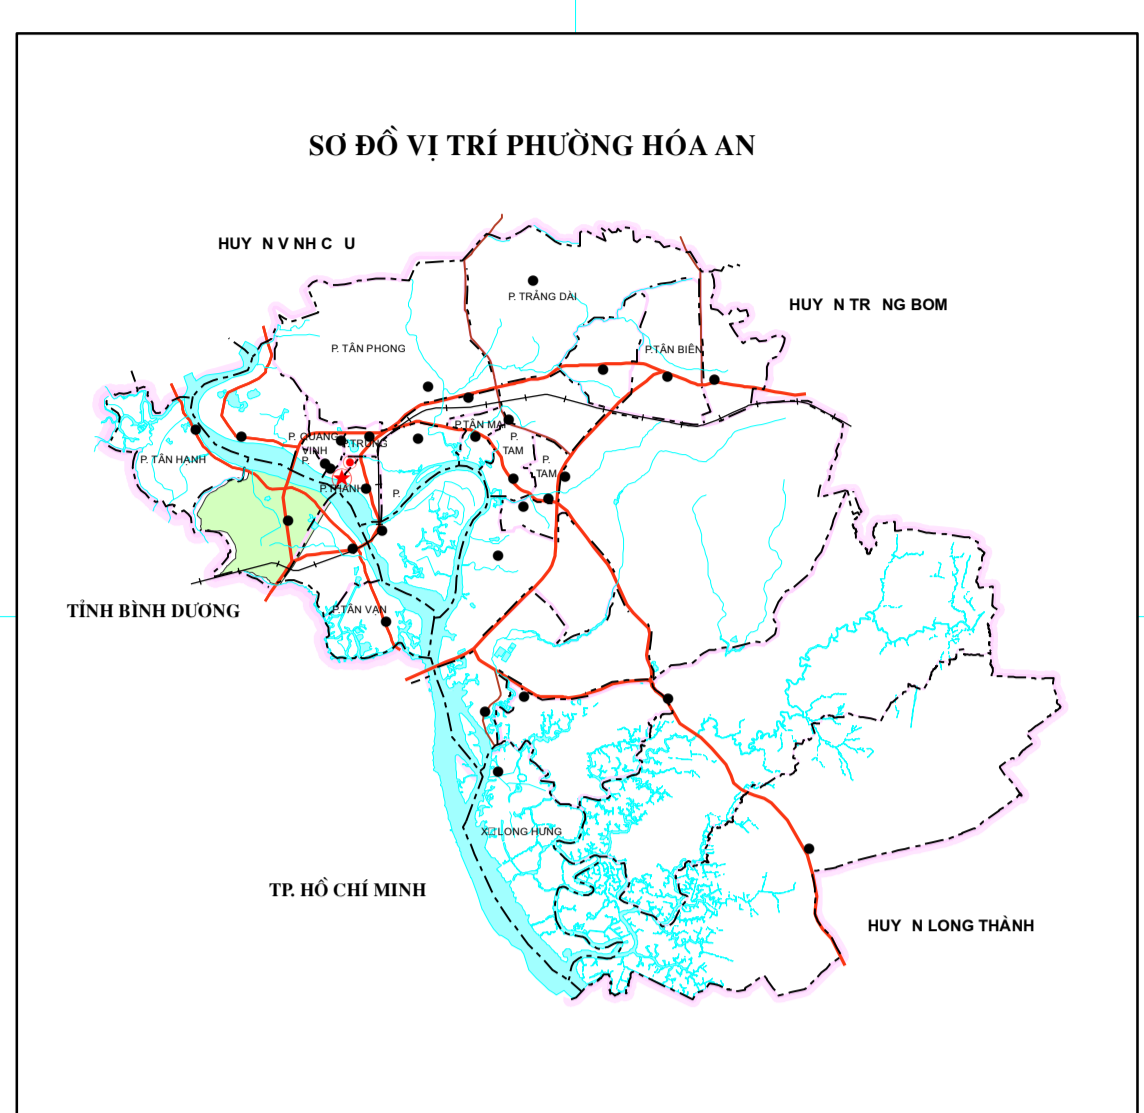 SƠ ĐỒ VỊ TRÍ PHƯỜNG HÓA AN
HUY N V NH C U
P. TRẢNG DÀI
HUY N TR NG BOM
P. TÂN PHONG
P.TÂN BIÊN
P.TÂN MAI
P. QUANG
VINH
P.TRUNG
P.
TAM
P. TÂN HẠNH
P.
P.
TAM
P.THANH
P.
TỈNH BÌNH DƯƠNG
P.TÂN VẠN
X□ LONG HƯNG
TP. HỒ CHÍ MINH
HUY N LONG THÀNH